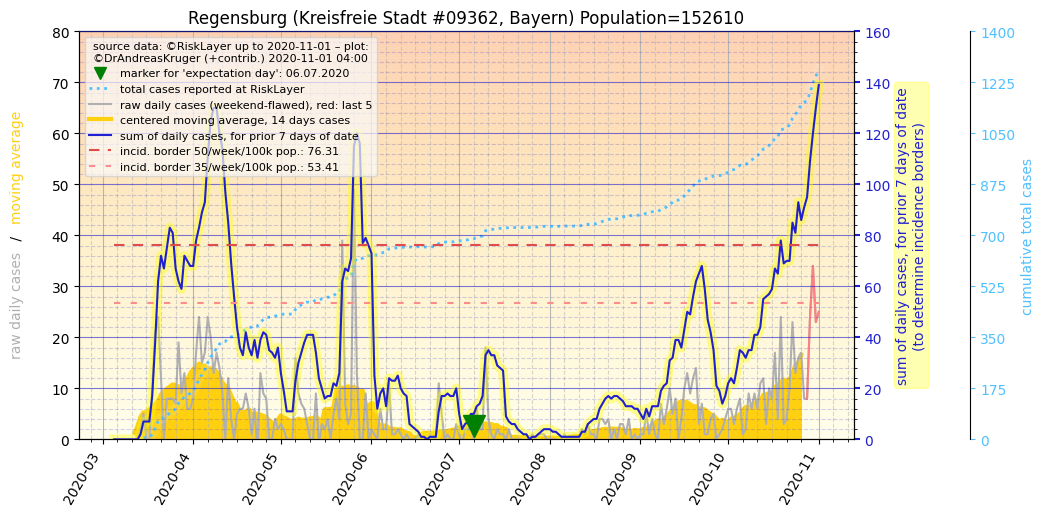 Regensburg (Kreisfreie Stadt #09362, Bayern) Population=152610
source data: ©RiskLayer up to 2020-11-01 – plot:
©DrAndreasKruger (+contrib.) 2020-11-01 04:00
marker for 'expectation day': 06.07.2020
total cases reported at RiskLayer
raw daily cases (weekend-flawed), red: last 5
centered moving average, 14 days cases
sum of daily cases, for prior 7 days of date
incid. border 50/week/100k pop.: 76.31
incid. border 35/week/100k pop.: 53.41
raw daily cases / moving average
80
70
60
50
40
30
20
10
0
2020-03
2020-04
2020-05
2020-06
2020-07
2020-08
2020-09
2020-10
2020-11
160
140
120
100
80
60
40
20
0
sum of daily cases, for prior 7 days of date
(to determine incidence borders)
1400
1225
1050
875
700
525
350
175
0
cumulative total cases